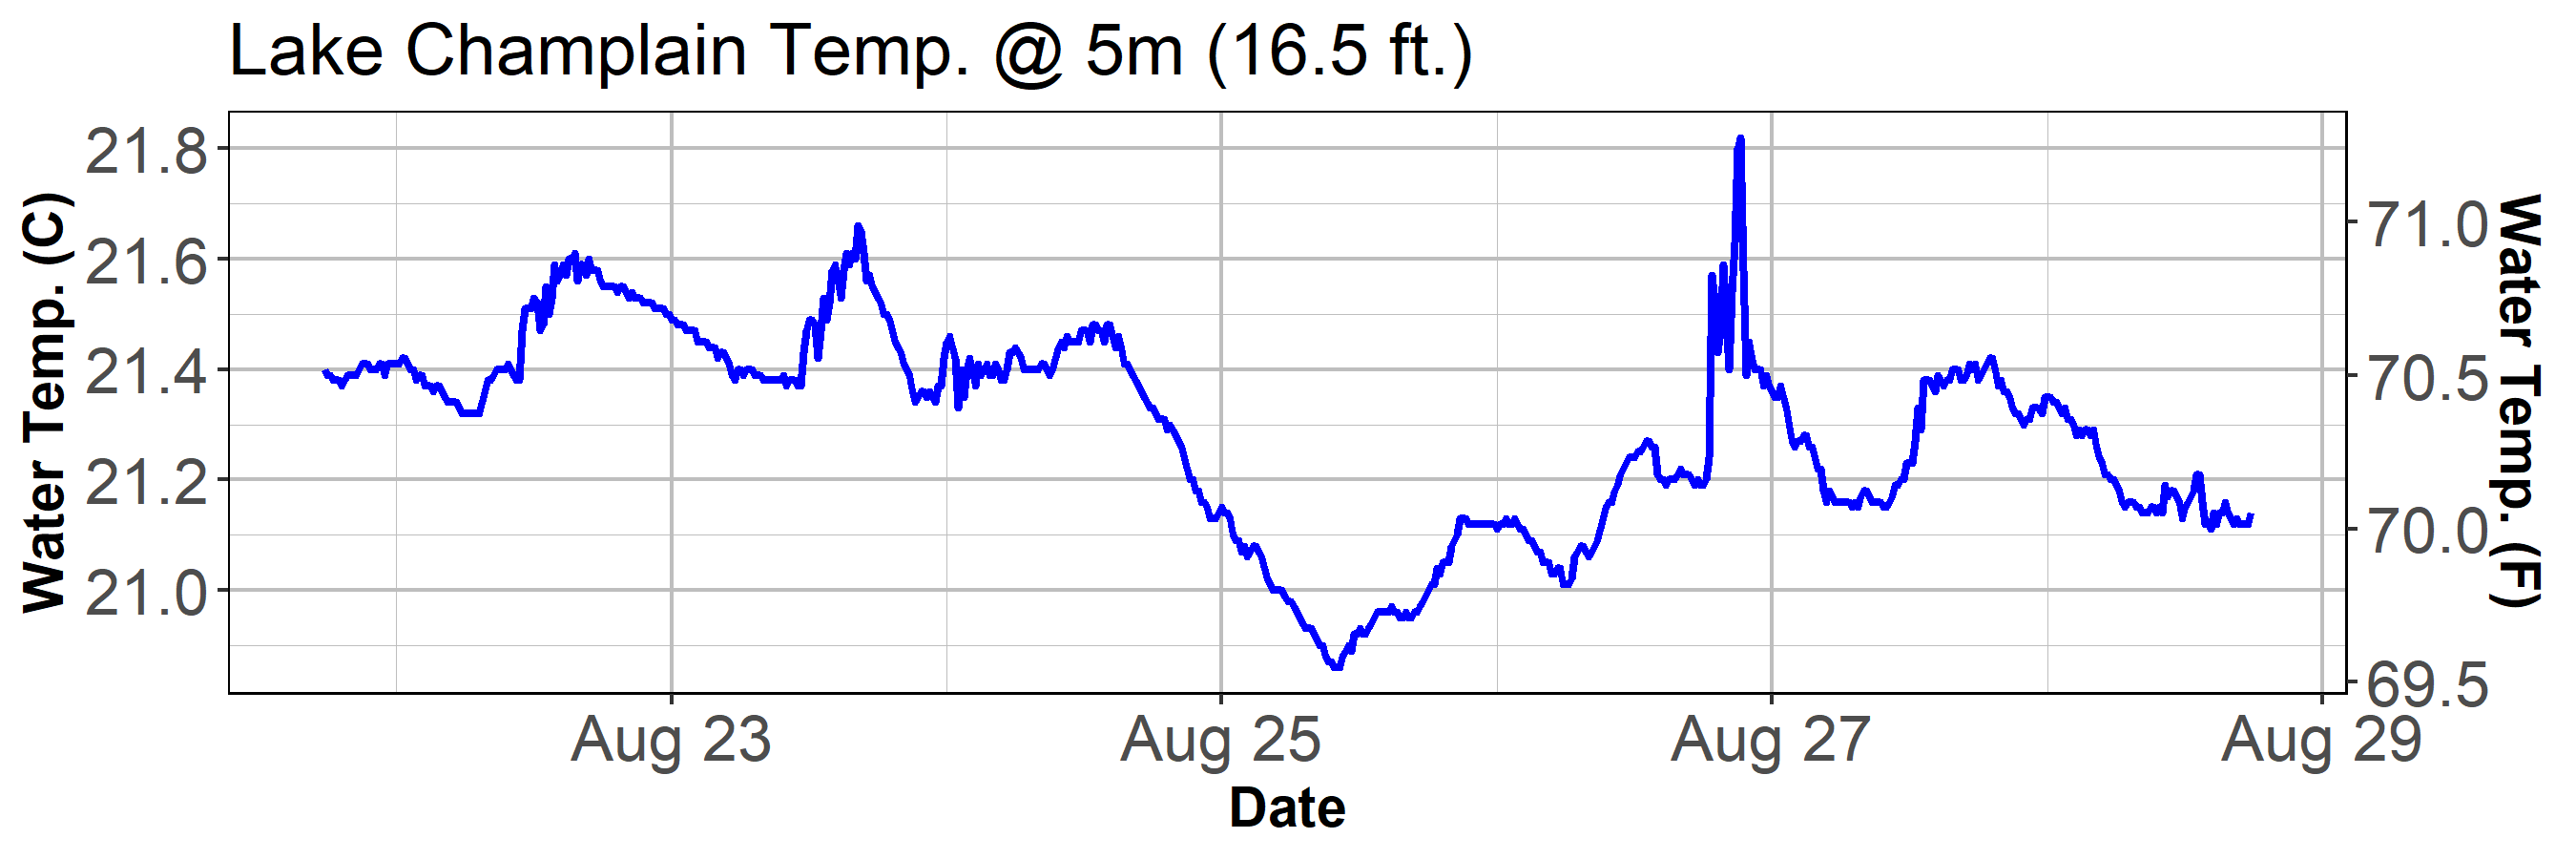 Lake Champlain Temp. @ 5m (16.5 ft.)
Water Temp. (C)
21.8
21.6
21.4
21.2
21.0
71.0
70.5
70.0
69.5
Water Temp. (F)
Aug 23
Aug 25
Aug 27
Aug 29
Date